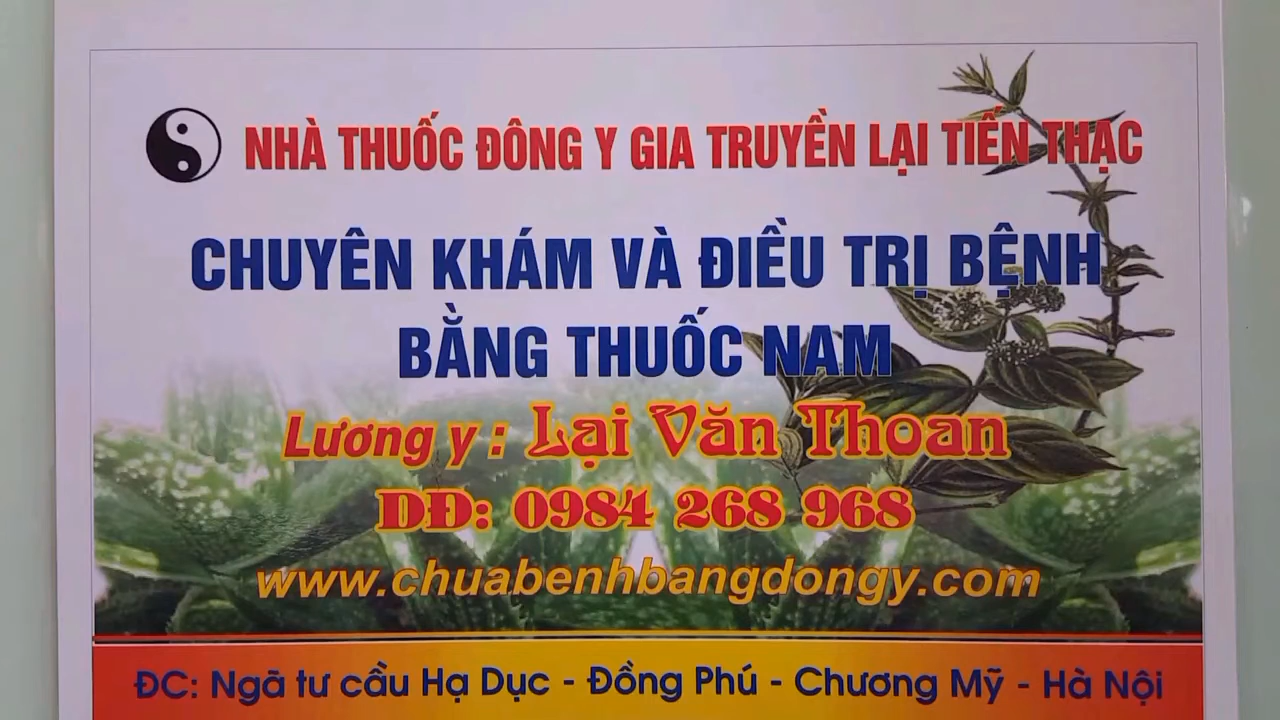 NHÀ THUỐC ĐÔNG Y GIA TRUYỀN LẠI TIẾN THẠC
CHUYÊN KHÁM VÀ ĐIỀU TRỊ BỆNH
BẰNG THUỐC NAM
Lương y : Lại Văn Thoan
DĐ: 0984 268 968
www.chuabenhbangdongy.com
ĐC: Ngã tư cầu Hạ Dục - Đồng Phú - Chương Mỹ - Hà Nội